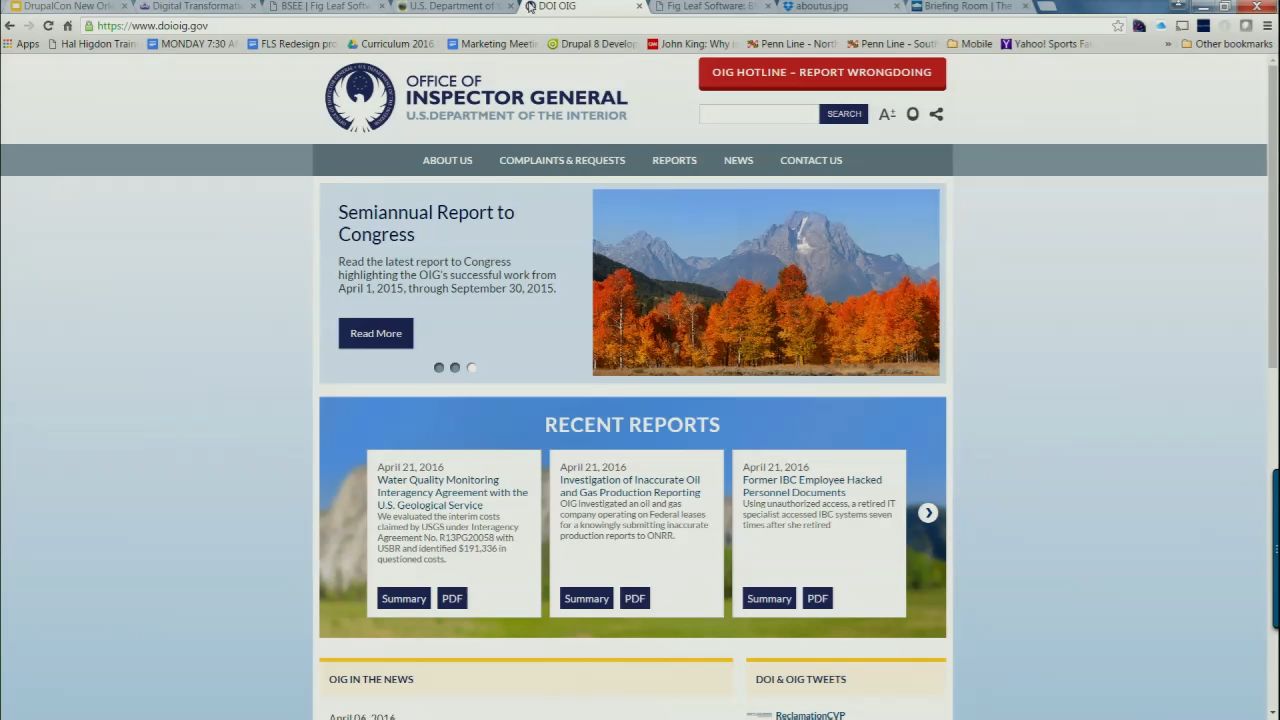 DrupalCon New Orl
Digital Transformati
BSEE | Fig Leaf Softw
U.S. Department of
DOI OIG
Fig Leaf Software: B
aboutus.jpg
Briefing Room | The
https://www.doioig.gov
Apps
Hal Higdon Train
MONDAY 7:30 A
FLS Redesign pro
Curriculum 2016
Marketing Meeti
Drupal 8 Develo
John King: Why
Penn Line - Nort
Penn Line - Sout
Mobile
Yahoo! Sports Fa
»
Other bookmarks
OFFICE OF
INSPECTOR GENERAL
U.S.DEPARTMENT OF THE INTERIOR
OIG HOTLINE – REPORT WRONGDOING
SEARCH
A±
ABOUT US
COMPLAINTS & REQUESTS
REPORTS
NEWS
CONTACT US
Semiannual Report to
Congress
Read the latest report to Congress
highlighting the OIG's successful work from
April 1, 2015, through September 30, 2015.
Read More
RECENT REPORTS
April 21, 2016
Water Quality Monitoring
Interagency Agreement with the
U.S. Geological Service
We evaluated the interim costs
claimed by USGS under Interagency
Agreement No. R13PG20058 with
USBR and identified $191,336 in
questioned costs.
Summary
PDF
April 21, 2016
Investigation of Inaccurate Oil
and Gas Production Reporting
OIG investigated an oil and gas
company operating on Federal leases
for a knowingly submitting inaccurate
production reports to ONRR.
Summary
PDF
April 21, 2016
Former IBC Employee Hacked
Personnel Documents
Using unauthorized access, a retired IT
specialist accessed IBC systems seven
times after she retired
Summary
PDF
OIG IN THE NEWS
April 06, 2016
DOI & OIG TWEETS
ReclamationCVP